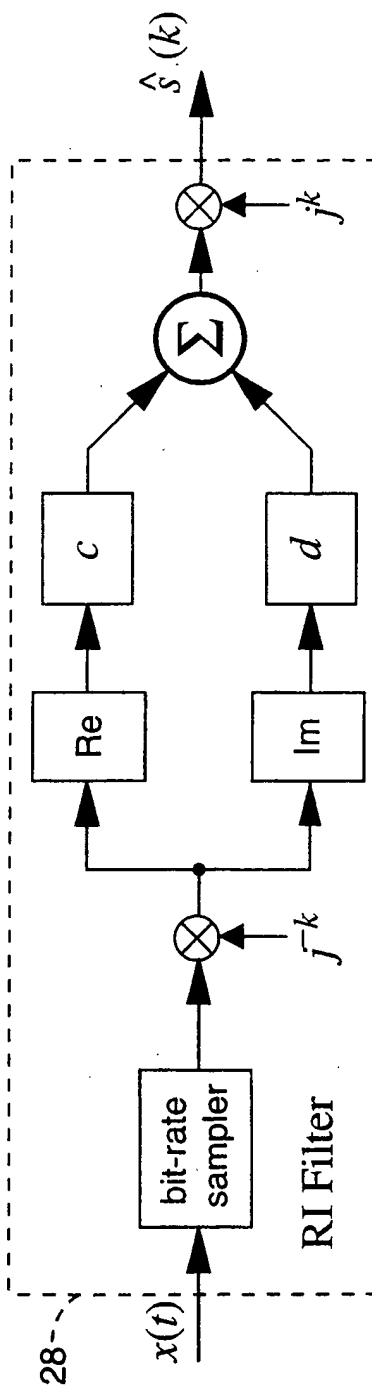 28
x(t)
bit-rate
sampler
j^{-k}
Re
Im
c
d
Σ
j^k
ŝ (k)
RI Filter